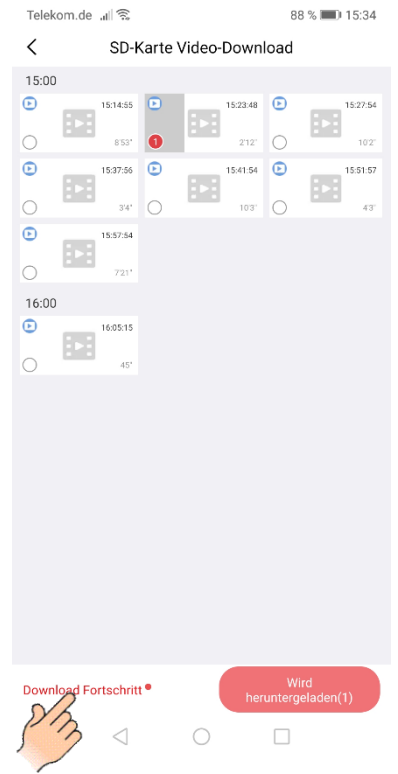 Telekom.de 88 % 15:34
SD-Karte Video-Download
15:00
15:14:55 15:23:48 15:27:54
8'53" 1 2'12" 10'2"
15:37:56 15:41:54 15:51:57
3'4" 10'3" 4'3"
15:57:54
7'21"
16:00
16:05:15
45"
Download Fortschritt
Wird
heruntergeladen(1)